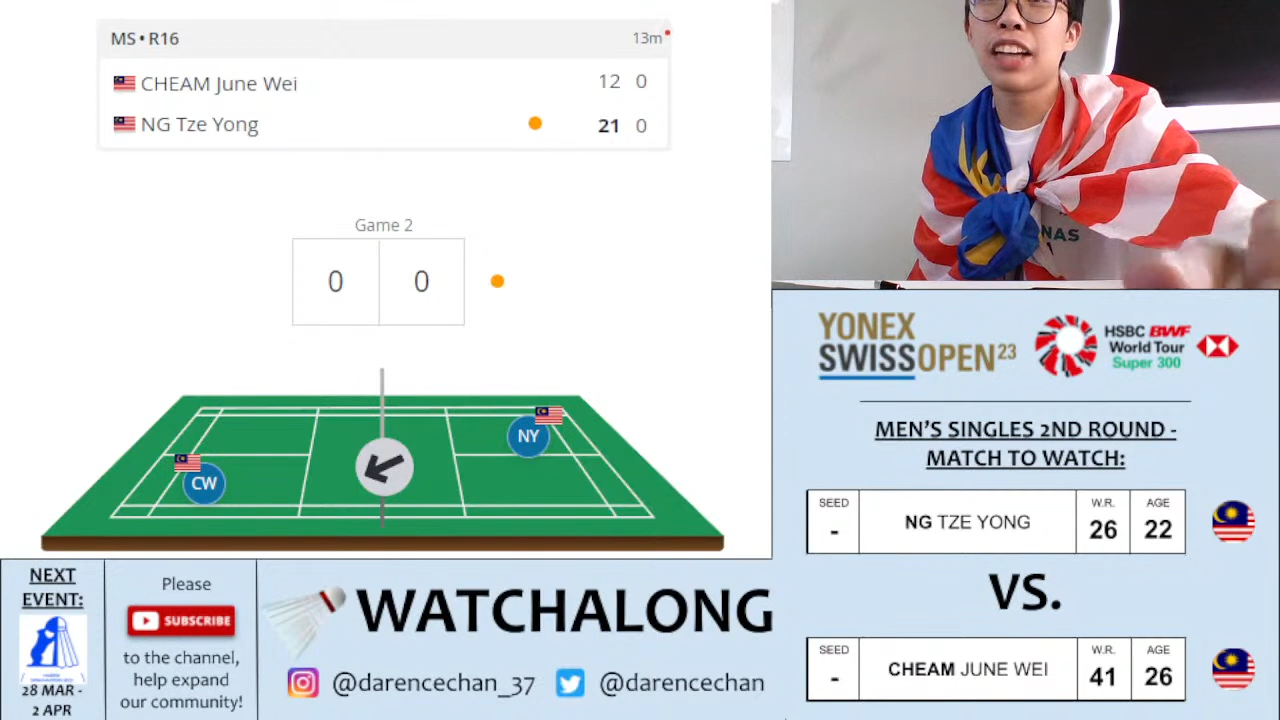 MS • R16
13m
CHEAM June Wei 12 0
NG Tze Yong 21 0
Game 2
0 0
NY
CW
NAS
YONEX
SWISSOPEN23
HSBC BWF
World Tour
Super 300
MEN'S SINGLES 2ND ROUND -
MATCH TO WATCH:
SEED W.R. AGE
- NG TZE YONG 26 22
VS.
SEED W.R. AGE
- CHEAM JUNE WEI 41 26
NEXT
EVENT:
28 MAR -
2 APR
Please
SUBSCRIBE
to the channel,
help expand
our community!
WATCHALONG
@darencechan_37 @darencechan